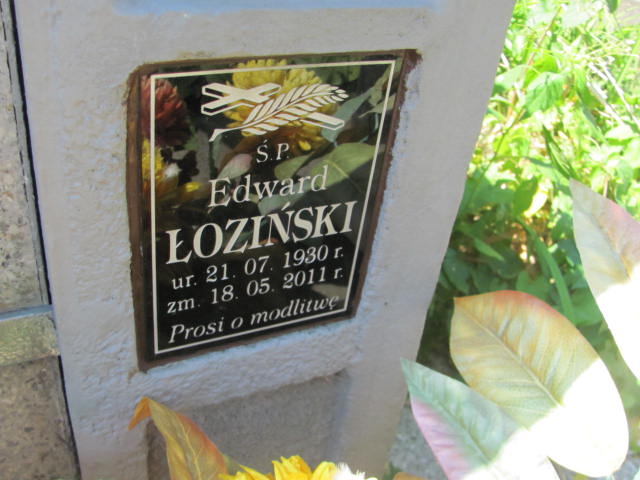 Ś.P.
Edward
ŁOZIŃSKI
ur. 21. 07. 1930 r.
zm. 18. 05. 2011 r.
Prosi o modlitwę